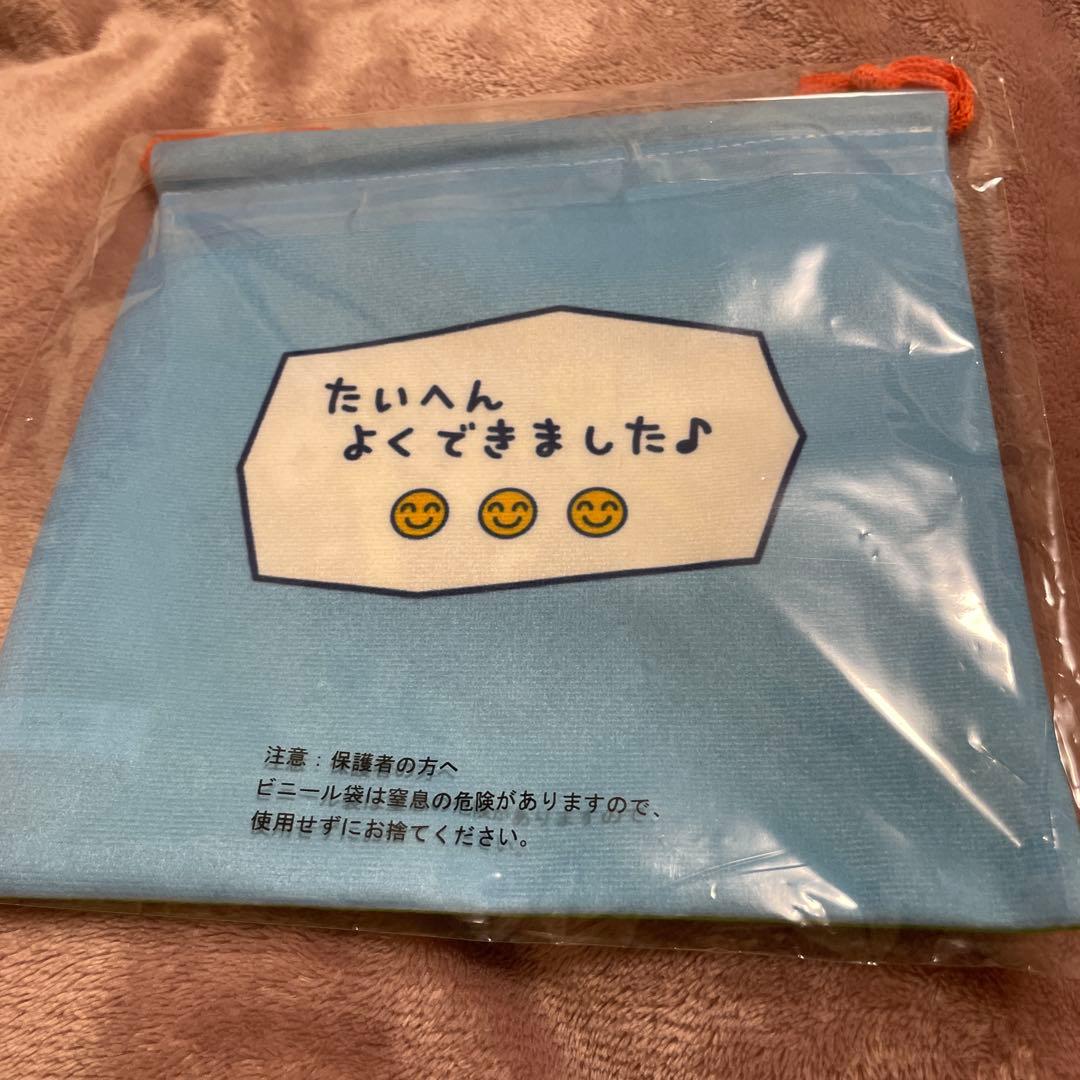 たいへん
よくできました♪
注意：保護者の方へ
ビニール袋は窒息の危険がありますので、
使用せずにお捨てください。